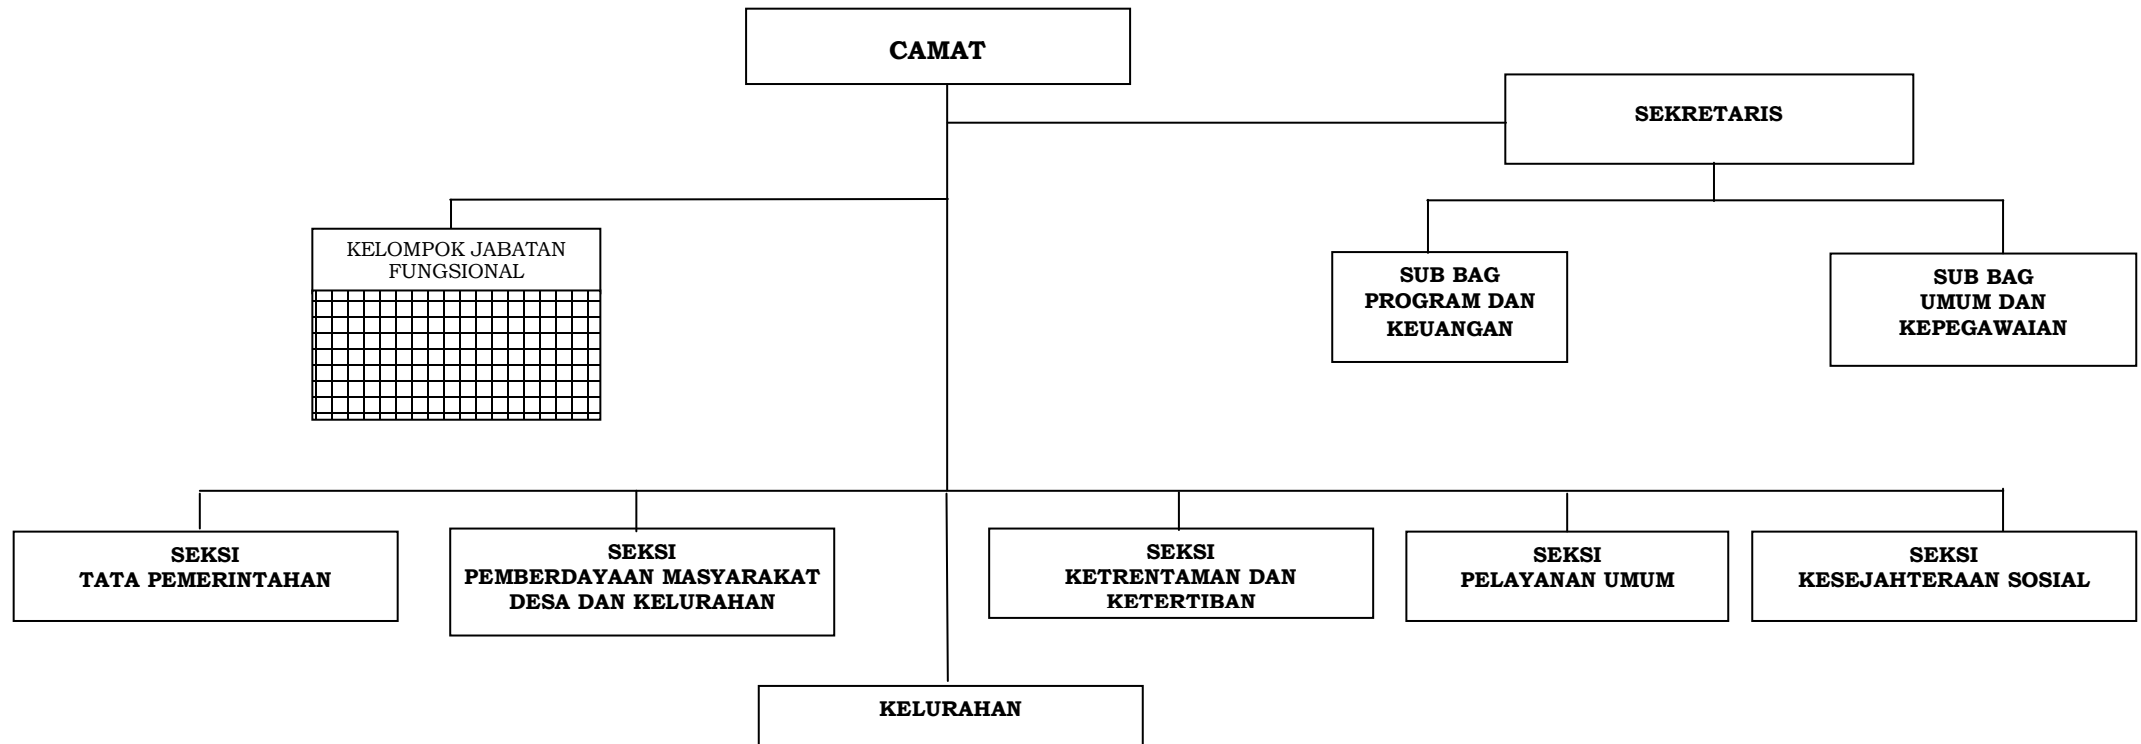 CAMAT
SEKRETARIS
KELOMPOK JABATAN
FUNGSIONAL
SUB BAG
PROGRAM DAN
KEUANGAN
SUB BAG
UMUM DAN
KEPEGAWAIAN
SEKSI
TATA PEMERINTAHAN
SEKSI
PEMBERDAYAAN MASYARAKAT
DESA DAN KELURAHAN
SEKSI
KETRENTAMAN DAN
KETERTIBAN
SEKSI
PELAYANAN UMUM
SEKSI
KESEJAHTERAAN SOSIAL
KELURAHAN